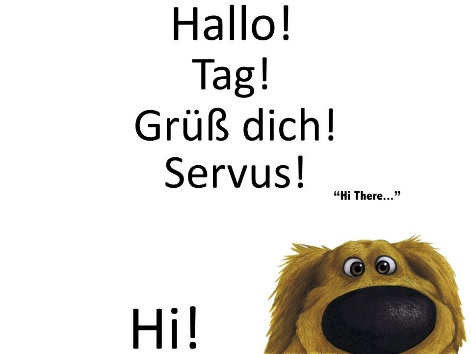 Hallo!
Tag!
Grüß dich!
Servus!
“Hi There...”
Hi!